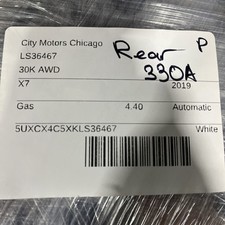 City Motors Chicago
Rear P
LS36467
330A
30K AWD
X7 2019
Gas 4.40 Automatic
5UXCX4C5XKLS36467 White